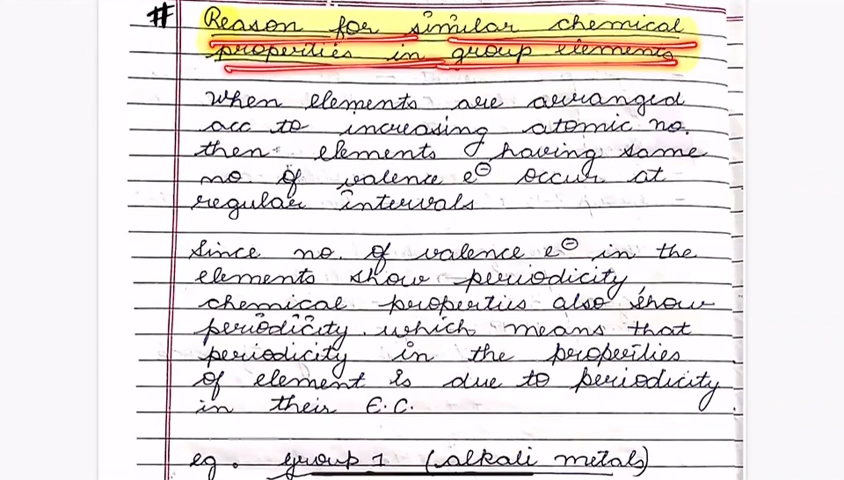 # Reason for similar chemical
properties in group elements
When elements are arranged
acc to increasing atomic no.
then elements having same
no. of valence e⊖ occur at
regular intervals
Since no. of valence e⊖ in the
elements show periodicity
chemical properties also show
periodicity. which means that
periodicity in the properties
of element is due to periodicity
in their E.C.
eg. group 1 (alkali metals)